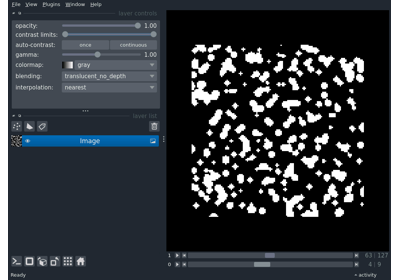 File View Plugins Window Help
layer controls
opacity: 1.00
contrast limits:
auto-contrast: once continuous
gamma: 1.00
colormap: gray
blending: translucent_no_depth
interpolation: nearest
layer list
Image
1 63 127
0 4 9
Ready activity